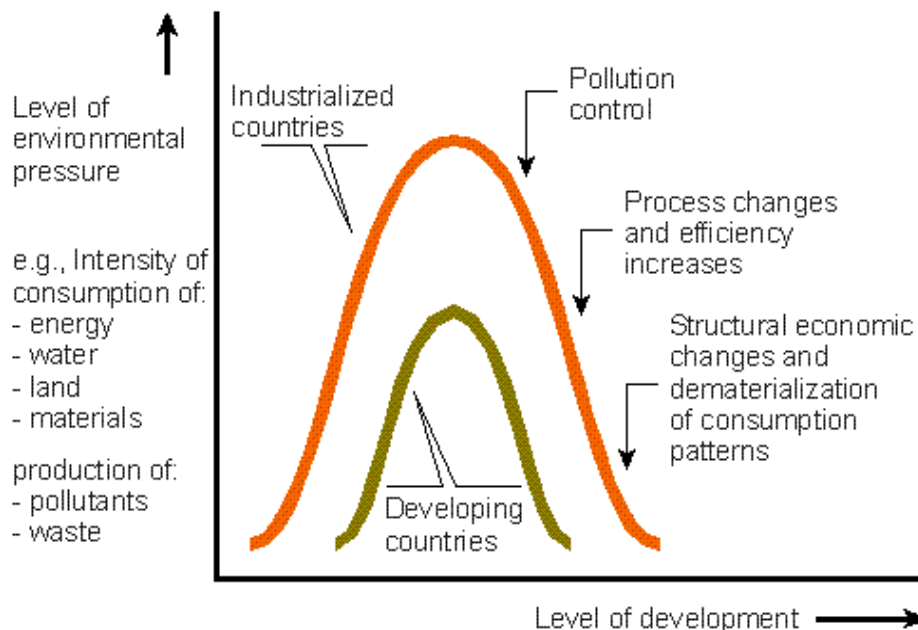 Level of
environmental
pressure
e.g., Intensity of
consumption of:
- energy
- water
- land
- materials
production of:
- pollutants
- waste
Industrialized
countries
Developing
countries
Pollution
control
Process changes
and efficiency
increases
Structural economic
changes and
dematerialization
of consumption
patterns
Level of development